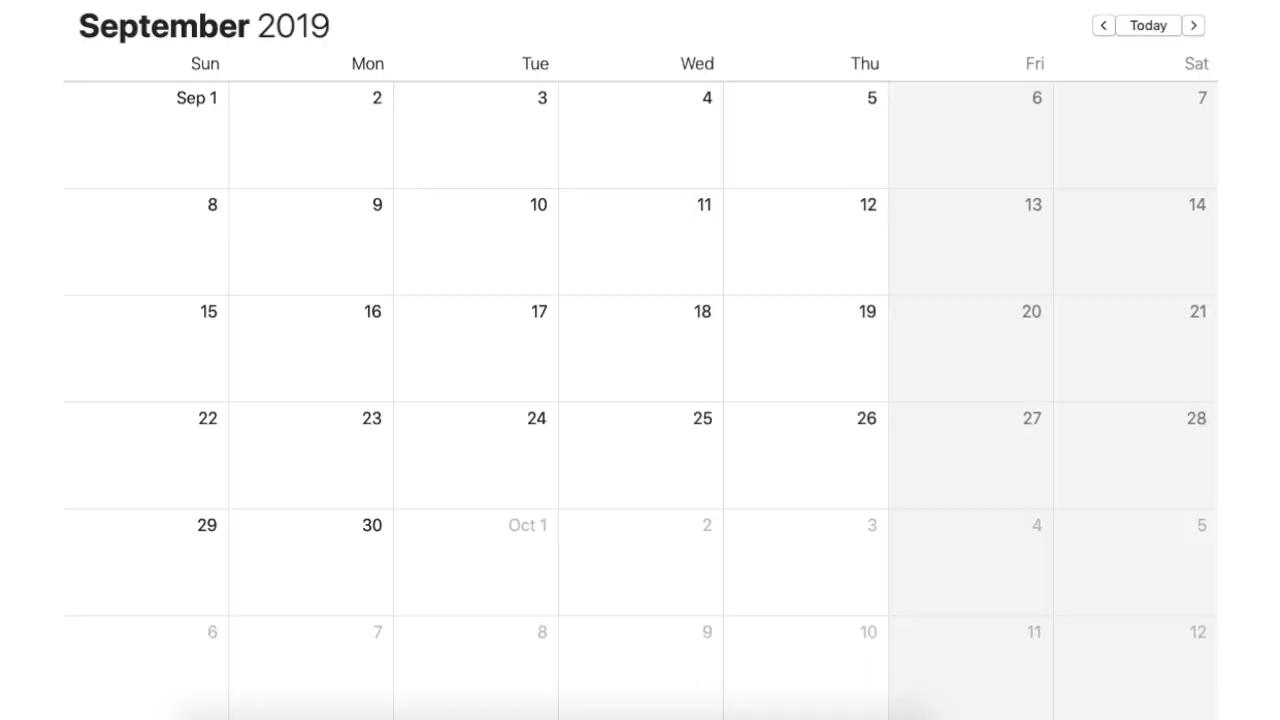 September 2019
< Today >
Sun Mon Tue Wed Thu Fri Sat
Sep 1 2 3 4 5 6 7
8 9 10 11 12 13 14
15 16 17 18 19 20 21
22 23 24 25 26 27 28
29 30 Oct 1 2 3 4 5
6 7 8 9 10 11 12